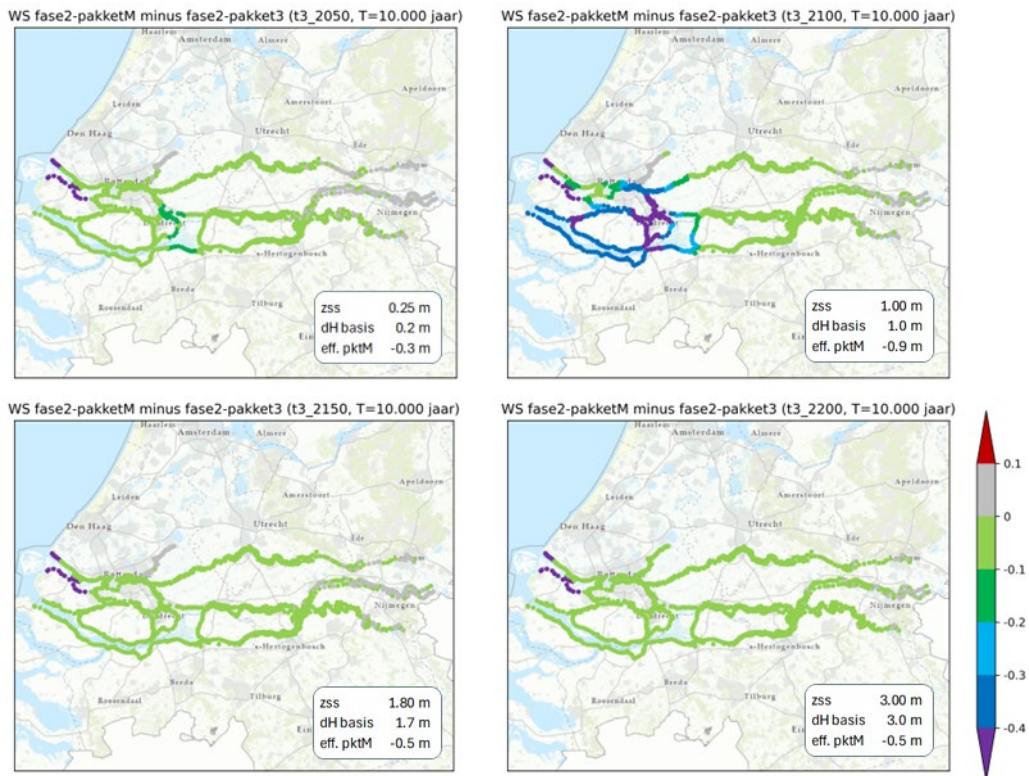 WS fase2-pakketM minus fase2-pakket3 (t3_2050, T=10.000 jaar)
Haarlem
Amsterdam
Almere
Apeldoorn
Leiden
Amersfoort
Den Haag
Utrecht
Ede
Nijmegen
's-Hertogenbosch
Breda
Roosendaal
Tilburg
zss 0.25 m
dH basis 0.2 m
eff. pktM -0.3 m
WS fase2-pakketM minus fase2-pakket3 (t3_2100, T=10.000 jaar)
Haarlem
Amsterdam
Almere
Apeldoorn
Leiden
Amersfoort
Den Haag
Utrecht
Ede
Nijmegen
's-Hertogenbosch
Breda
Roosendaal
Tilburg
zss 1.00 m
dH basis 1.0 m
eff. pktM -0.9 m
WS fase2-pakketM minus fase2-pakket3 (t3_2150, T=10.000 jaar)
Haarlem
Amsterdam
Almere
Apeldoorn
Leiden
Amersfoort
Den Haag
Utrecht
Ede
Nijmegen
's-Hertogenbosch
Breda
Roosendaal
Tilburg
zss 1.80 m
dH basis 1.7 m
eff. pktM -0.5 m
WS fase2-pakketM minus fase2-pakket3 (t3_2200, T=10.000 jaar)
Haarlem
Amsterdam
Almere
Apeldoorn
Leiden
Amersfoort
Den Haag
Utrecht
Ede
Nijmegen
's-Hertogenbosch
Breda
Roosendaal
Tilburg
zss 3.00 m
dH basis 3.0 m
eff. pktM -0.5 m
0.1
0
-0.1
-0.2
-0.3
-0.4